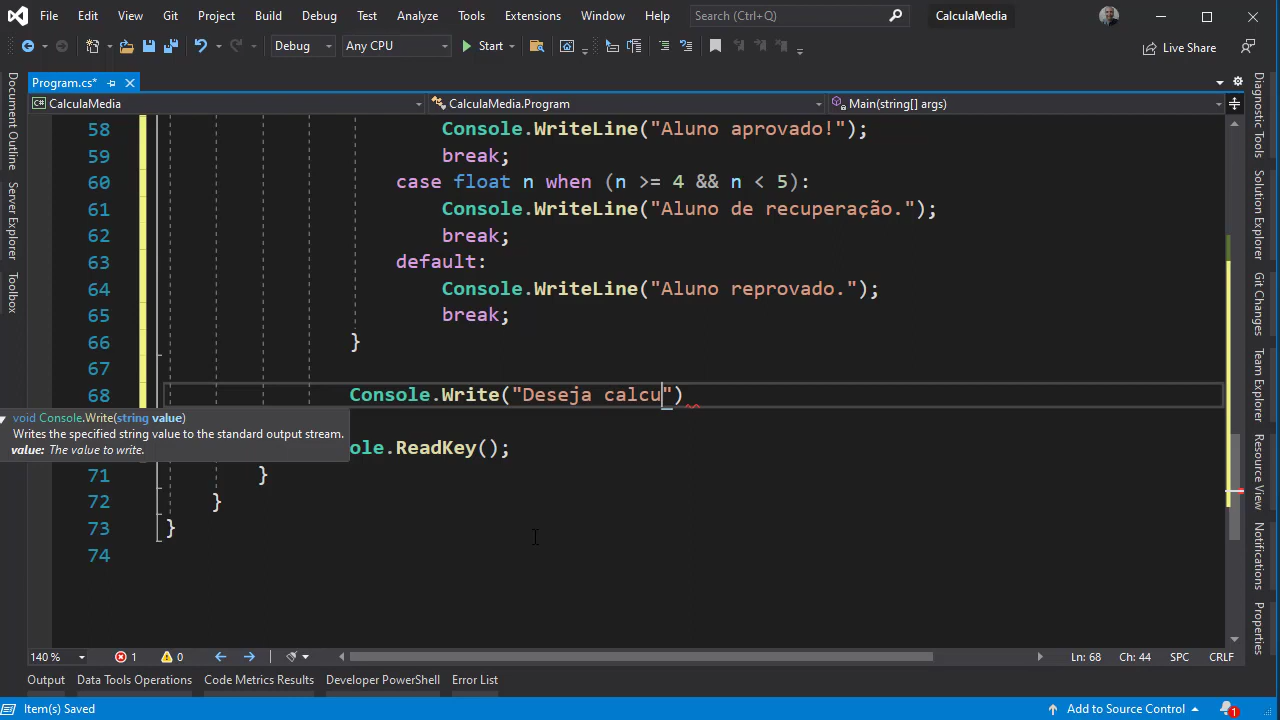 File Edit View Git Project Build Debug Test Analyze Tools Extensions Window Help Search (Ctrl+Q) CalculaMedia
Debug Any CPU Start Live Share
Program.cs*
CalculaMedia CalculaMedia.Program Main(string[] args)
58 Console.WriteLine("Aluno aprovado!");
59 break;
60 case float n when (n >= 4 && n < 5):
61 Console.WriteLine("Aluno de recuperação.");
62 break;
63 default:
64 Console.WriteLine("Aluno reprovado.");
65 break;
66 }
67
68 Console.Write("Deseja calcu")
void Console.Write(string value)
Writes the specified string value to the standard output stream.
value: The value to write.
ole.ReadKey();
71 }
72 }
73 }
74
140 % 1 0 Ln: 68 Ch: 44 SPC CRLF
Output Data Tools Operations Code Metrics Results Developer PowerShell Error List
Item(s) Saved Add to Source Control 1
Document Outline
Server Explorer
Toolbox
Diagnostic Tools
Solution Explorer
Git Changes
Team Explorer
Resource View
Notifications
Properties